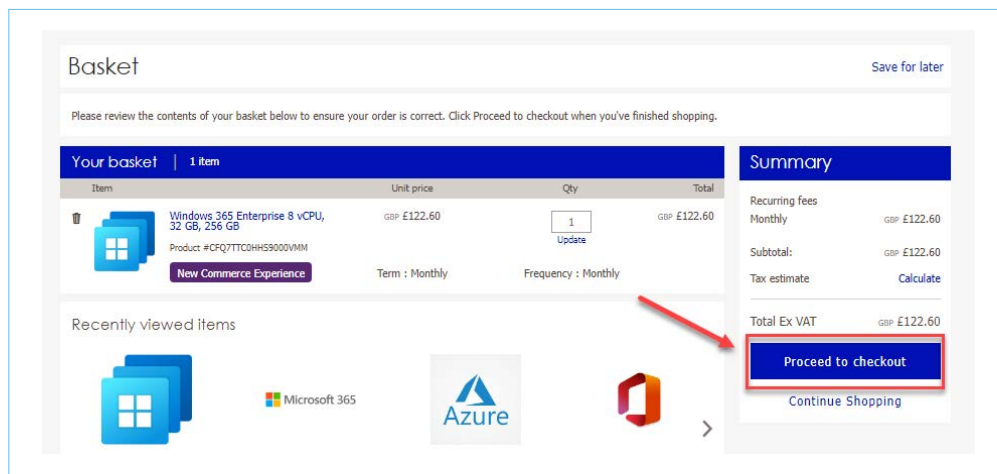 Basket
Save for later
Please review the contents of your basket below to ensure your order is correct. Click Proceed to checkout when you've finished shopping.
Your basket | 1 item
Item Unit price Qty Total
Windows 365 Enterprise 8 vCPU,
32 GB, 256 GB
GBP £122.60
1
GBP £122.60
Update
Product #CFQ7TTC0HHS9000VMM
New Commerce Experience
Term : Monthly
Frequency : Monthly
Summary
Recurring fees
Monthly GBP £122.60
Subtotal: GBP £122.60
Tax estimate Calculate
Total Ex VAT GBP £122.60
Proceed to checkout
Continue Shopping
Recently viewed items
Microsoft 365
Azure